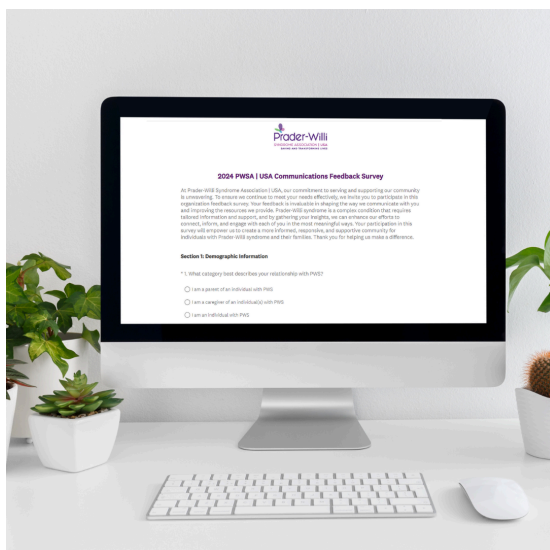 Prader-Willi
SYNDROME ASSOCIATION | USA
SAVING AND TRANSFORMING LIVES
2024 PWSA | USA Communications Feedback Survey
At Prader-Willi Syndrome Association | USA, our commitment to serving and supporting our community
is unwavering. To ensure we continue to meet your needs effectively, we invite you to participate in this
organization feedback survey. Your feedback is invaluable in shaping the way we communicate with you
and improving the resources we provide. Prader-Willi syndrome is a complex condition that requires
tailored information and support, and by gathering your insights, we can enhance our efforts to
connect, inform, and engage with each of you in the most meaningful ways. Your participation in this
survey will empower us to create a more informed, responsive, and supportive community for
individuals with Prader-Willi syndrome and their families. Thank you for helping us make a difference.
Section 1: Demographic Information
* 1. What category best describes your relationship with PWS?
I am a parent of an individual with PWS
I am a caregiver of an individual(s) with PWS
I am an individual with PWS